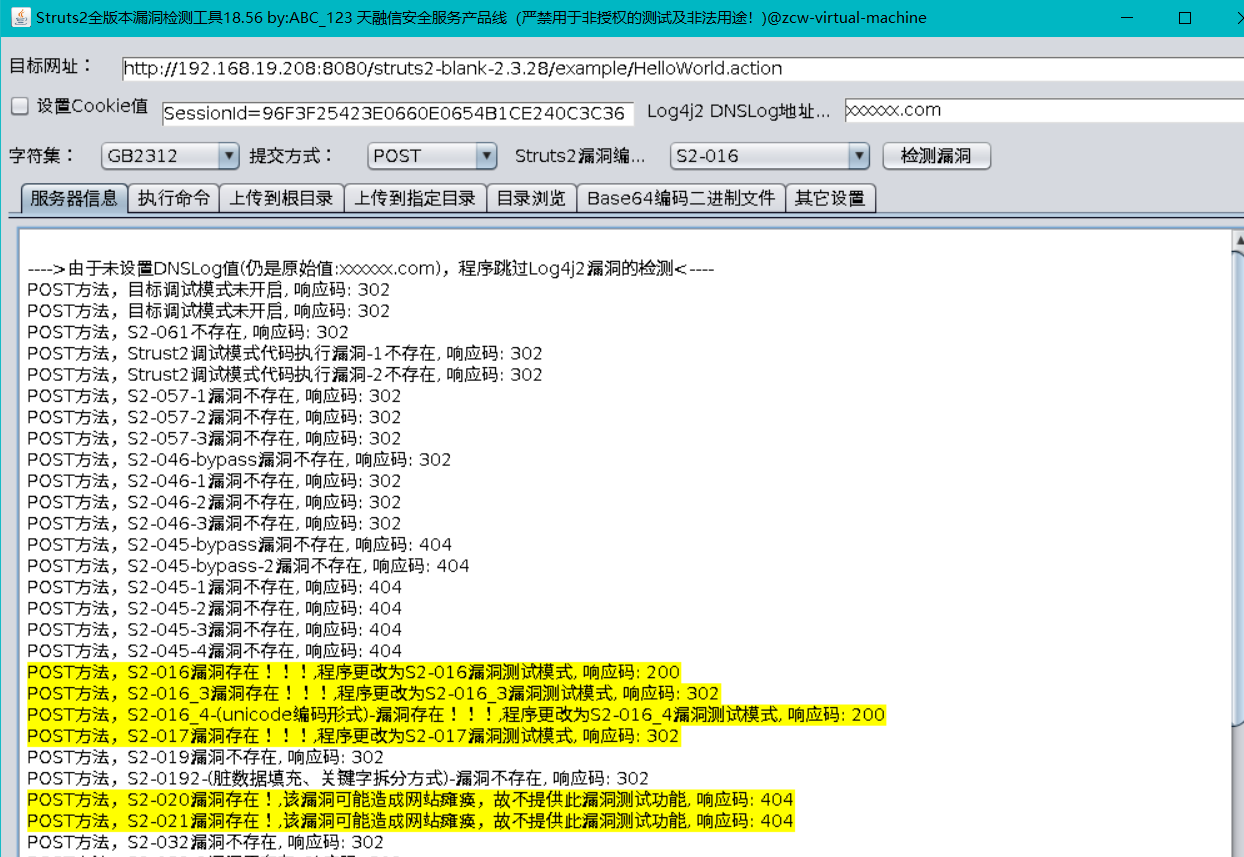 Struts2全版本漏洞检测工具18.56 by:ABC_123 天融信安全服务产品线（严禁用于非授权的测试及非法用途！)@zcw-virtual-machine
目标网址： http://192.168.19.208:8080/struts2-blank-2.3.28/example/HelloWorld.action
设置Cookie值 SessionId=96F3F25423E0660E0654B1CE240C3C36 Log4j2 DNSLog地址... xxxxxx.com
字符集： GB2312 提交方式： POST Struts2漏洞编... S2-016 检测漏洞
服务器信息 执行命令 上传到根目录 上传到指定目录 目录浏览 Base64编码二进制文件 其它设置
---->由于未设置DNSLog值(仍是原始值:xxxxxx.com)，程序跳过Log4j2漏洞的检测<----
POST方法，目标调试模式未开启, 响应码: 302
POST方法，目标调试模式未开启, 响应码: 302
POST方法，S2-061不存在, 响应码: 302
POST方法，Strust2调试模式代码执行漏洞-1不存在, 响应码: 302
POST方法，Strust2调试模式代码执行漏洞-2不存在, 响应码: 302
POST方法，S2-057-1漏洞不存在, 响应码: 302
POST方法，S2-057-2漏洞不存在, 响应码: 302
POST方法，S2-057-3漏洞不存在, 响应码: 302
POST方法，S2-046-bypass漏洞不存在, 响应码: 302
POST方法，S2-046-1漏洞不存在, 响应码: 302
POST方法，S2-046-2漏洞不存在, 响应码: 302
POST方法，S2-046-3漏洞不存在, 响应码: 302
POST方法，S2-045-bypass漏洞不存在, 响应码: 404
POST方法，S2-045-bypass-2漏洞不存在, 响应码: 404
POST方法，S2-045-1漏洞不存在, 响应码: 404
POST方法，S2-045-2漏洞不存在, 响应码: 404
POST方法，S2-045-3漏洞不存在, 响应码: 404
POST方法，S2-045-4漏洞不存在, 响应码: 404
POST方法，S2-016漏洞存在！！！,程序更改为S2-016漏洞测试模式, 响应码: 200
POST方法，S2-016_3漏洞存在！！！,程序更改为S2-016_3漏洞测试模式, 响应码: 302
POST方法，S2-016_4-(unicode编码形式)-漏洞存在！！！,程序更改为S2-016_4漏洞测试模式, 响应码: 200
POST方法，S2-017漏洞存在！！！,程序更改为S2-017漏洞测试模式, 响应码: 302
POST方法，S2-019漏洞不存在, 响应码: 302
POST方法，S2-0192-(脏数据填充、关键字拆分方式)-漏洞不存在, 响应码: 302
POST方法，S2-020漏洞存在！,该漏洞可能造成网站瘫痪，故不提供此漏洞测试功能, 响应码: 404
POST方法，S2-021漏洞存在！,该漏洞可能造成网站瘫痪，故不提供此漏洞测试功能, 响应码: 404
POST方法，S2-032漏洞不存在, 响应码: 302